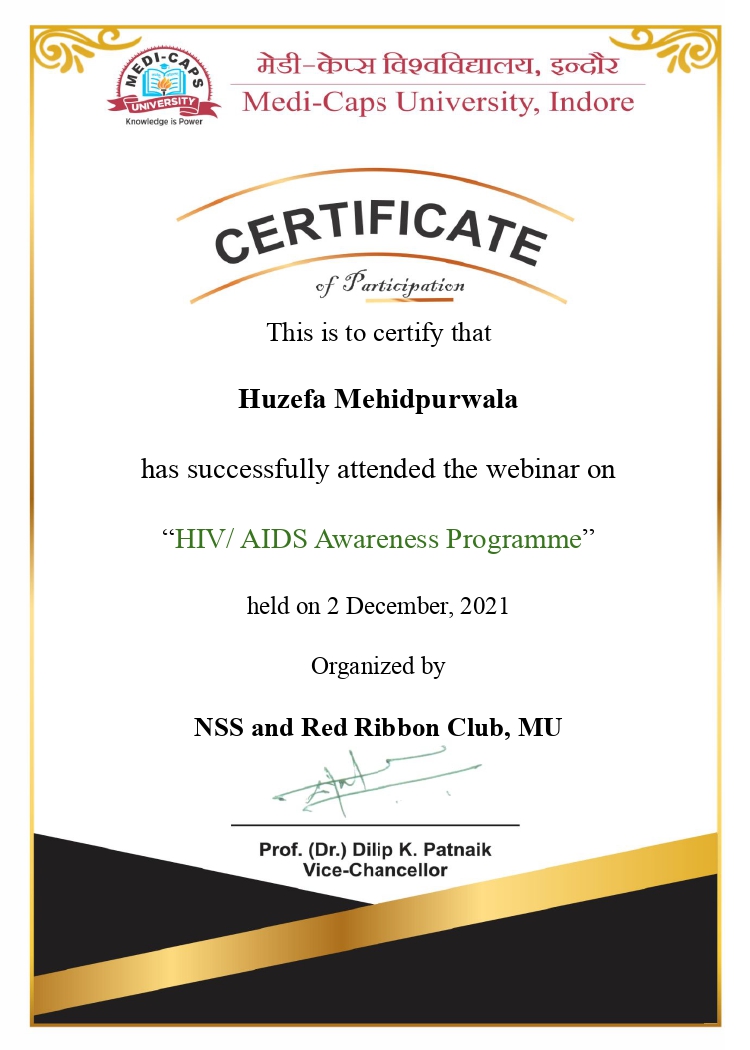 MEDI-CAPS
UNIVERSITY
Knowledge is Power
मेडी-केप्स विश्वविद्यालय, इन्दौर
Medi-Caps University, Indore
CERTIFICATE
of Participation
This is to certify that
Huzefa Mehidpurwala
has successfully attended the webinar on
“HIV/ AIDS Awareness Programme”
held on 2 December, 2021
Organized by
NSS and Red Ribbon Club, MU
Prof. (Dr.) Dilip K. Patnaik
Vice-Chancellor